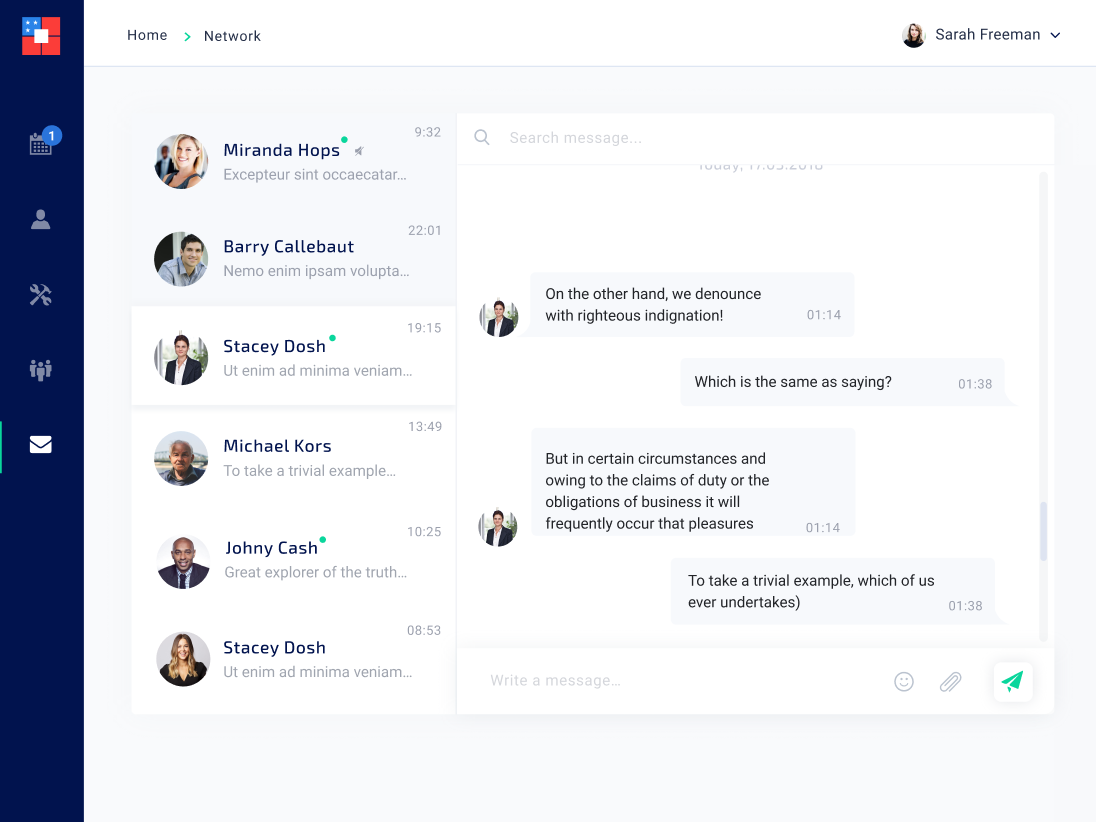 Home > Network
Sarah Freeman
1
9:32
Miranda Hops
Excepteur sint occaecatar...
22:01
Barry Callebaut
Nemo enim ipsam volupta...
19:15
Stacey Dosh
Ut enim ad minima veniam...
13:49
Michael Kors
To take a trivial example...
10:25
Johny Cash
Great explorer of the truth...
08:53
Stacey Dosh
Ut enim ad minima veniam...
Search message...
Today, 17.05.2018
On the other hand, we denounce
with righteous indignation!
01:14
Which is the same as saying?
01:38
But in certain circumstances and
owing to the claims of duty or the
obligations of business it will
frequently occur that pleasures
01:14
To take a trivial example, which of us
ever undertakes)
01:38
Write a message...